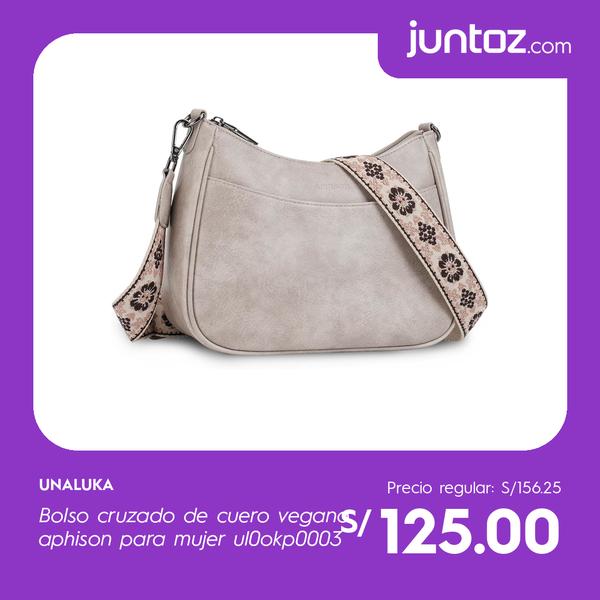 juntoz.com
UNALUKA
Bolso cruzado de cuero vegano
aphison para mujer ul0okp0003
Precio regular: S/156.25
S/125.00